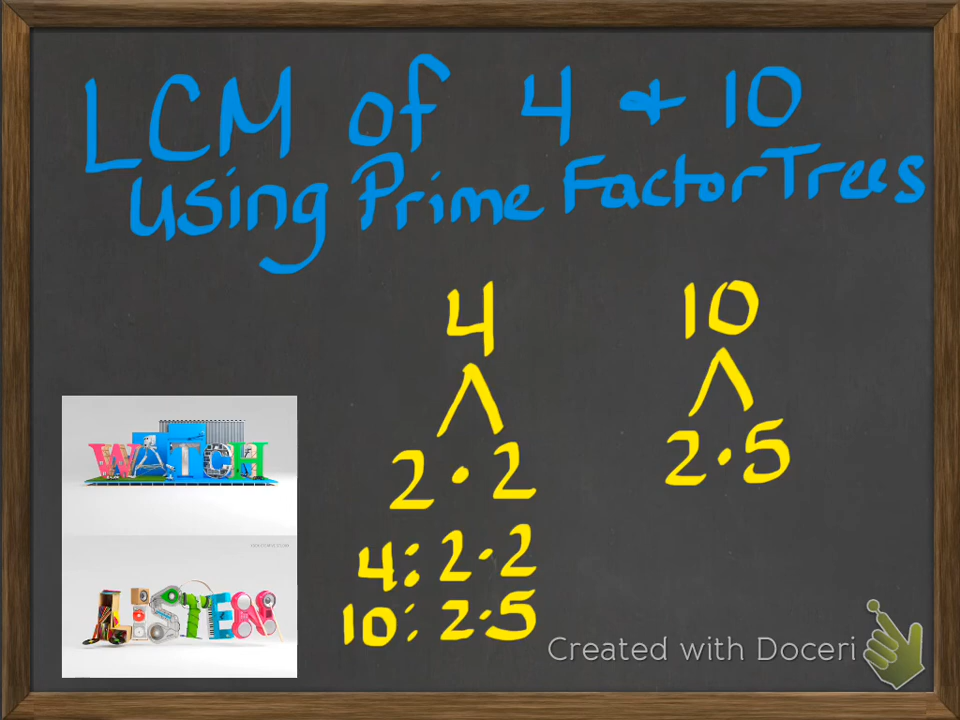 LCM of 4 & 10
Using Prime Factor Trees
4 10
2 · 2 2 · 5
4: 2 · 2
10: 2 · 5
WATCH
LiSTEN
Created with Doceri